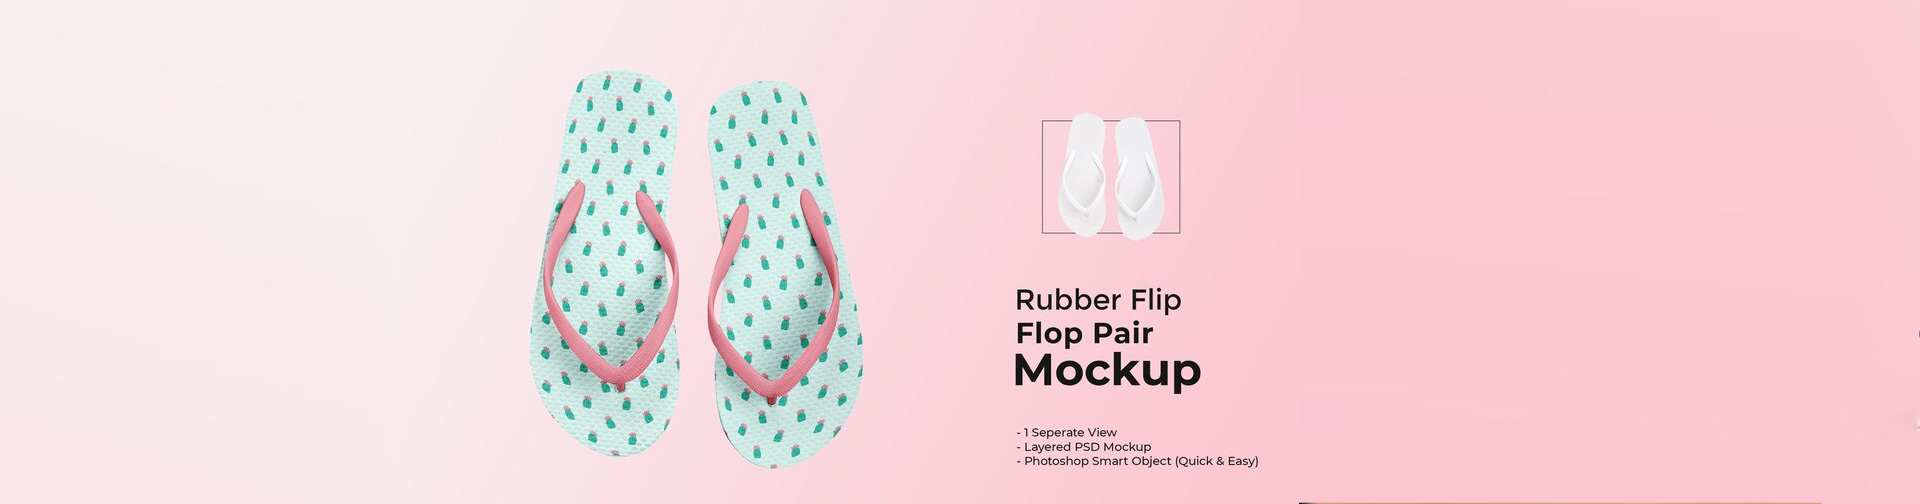 Rubber Flip
Flop Pair
Mockup
- 1 Seperate View
- Layered PSD Mockup
- Photoshop Smart Object (Quick & Easy)